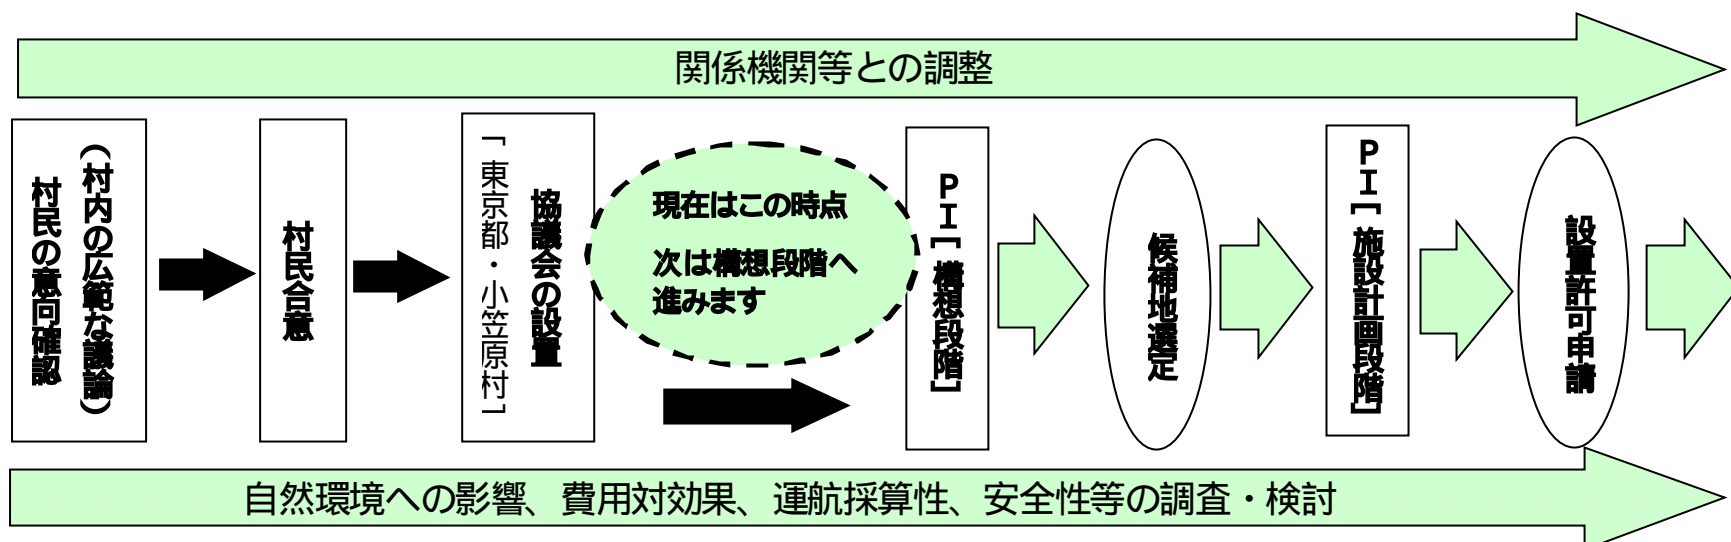 関係機関等との調整
(村内の広範な議論)
村民の意向確認
村民合意
協議会の設置
「東京都・小笠原村」
現在はこの時点
次は構想段階へ
進みます
PI[構想段階]
候補地選定
PI[施設計画段階]
設置許可申請
自然環境への影響、費用対効果、運航採算性、安全性等の調査・検討